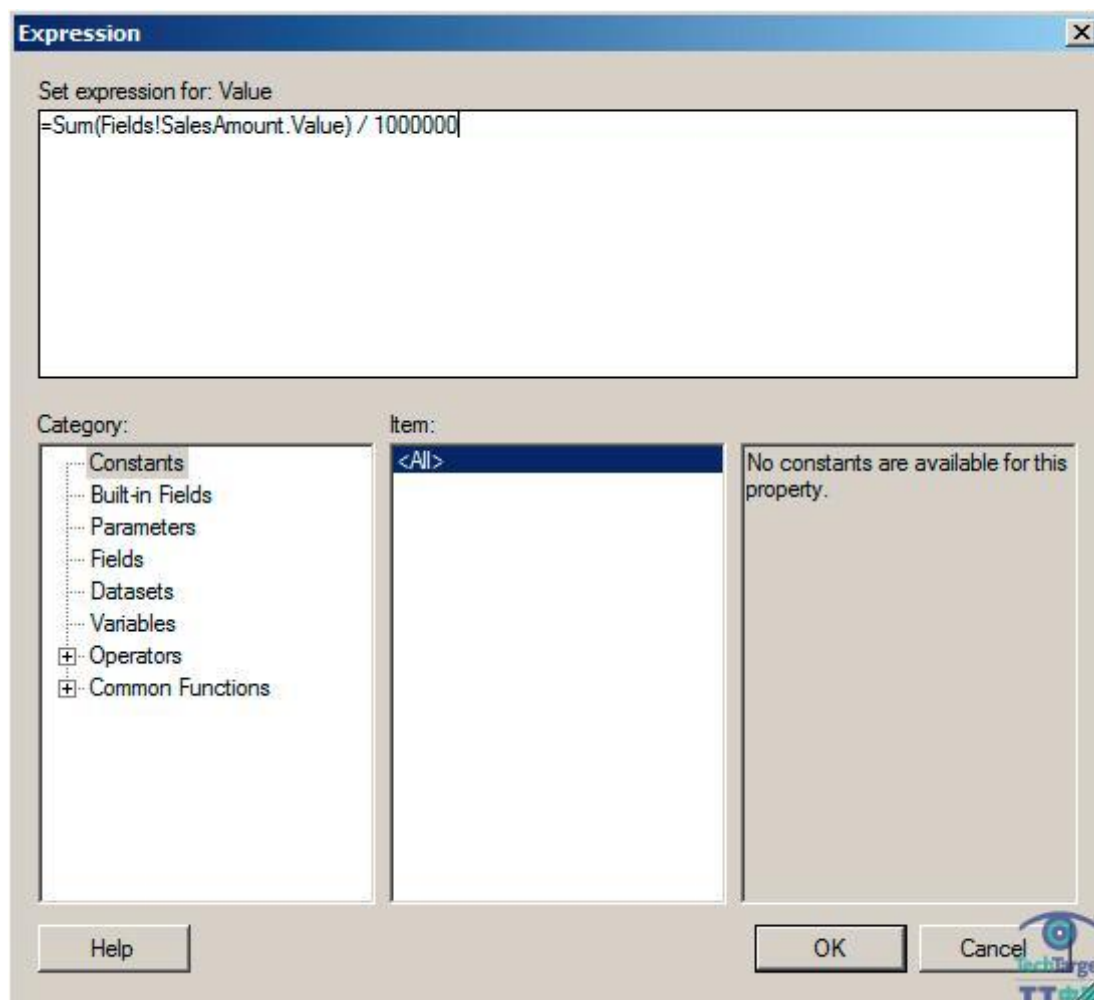 Expression
Set expression for: Value
=Sum(Fields!SalesAmount.Value) / 1000000
Category:
Item:
Constants
Built-in Fields
Parameters
Fields
Datasets
Variables
Operators
Common Functions
<All>
No constants are available for this
property.
Help
OK
Cancel